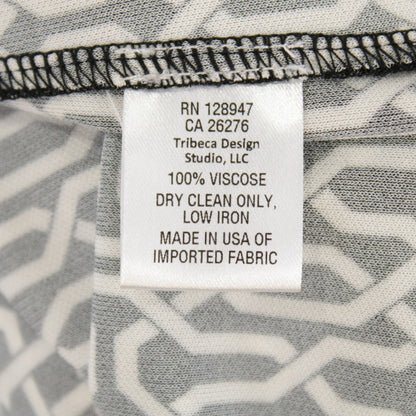 RN 128947
CA 26276
Tribeca Design
Studio, LLC
100% VISCOSE
DRY CLEAN ONLY,
LOW IRON
MADE IN USA OF
IMPORTED FABRIC